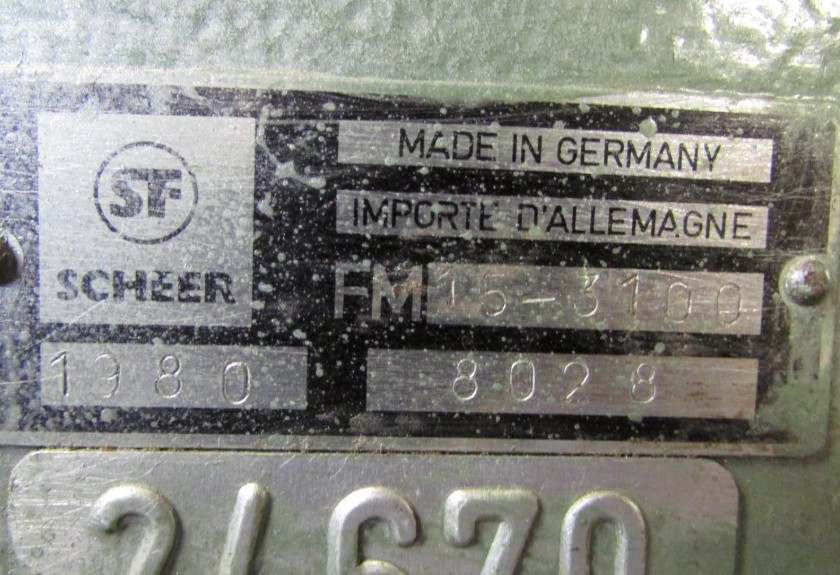 SF
SCHEER
MADE IN GERMANY
IMPORTE D'ALLEMAGNE
FM 15-3100
1980
8028
24670